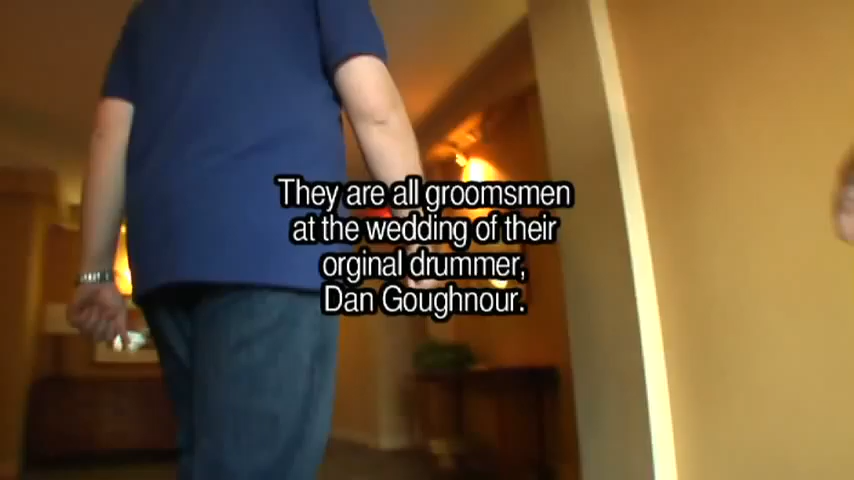 They are all groomsmen
at the wedding of their
orginal drummer,
Dan Goughnour.